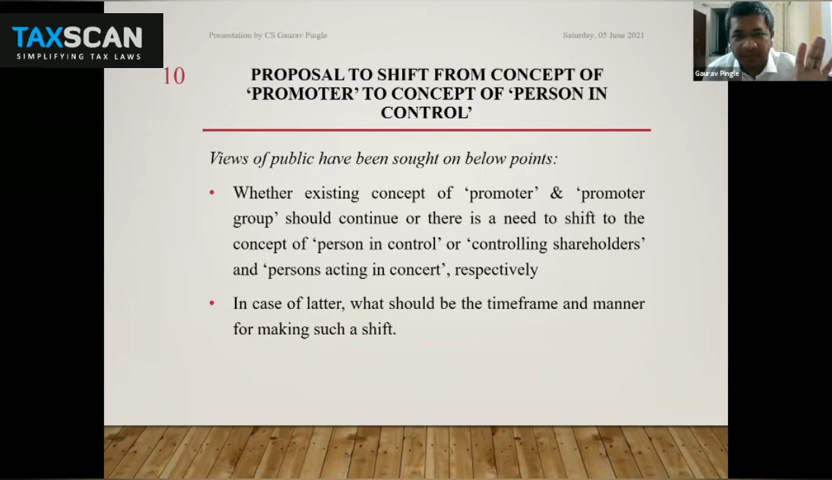 TAXSCAN
SIMPLIFYING TAX LAWS
Presentation by CS Gaurav Pingle
Saturday, 05 June 2021
Gaurav Pingle
10
PROPOSAL TO SHIFT FROM CONCEPT OF
‘PROMOTER’ TO CONCEPT OF ‘PERSON IN
CONTROL’
Views of public have been sought on below points:
• Whether existing concept of ‘promoter’ & ‘promoter
group’ should continue or there is a need to shift to the
concept of ‘person in control’ or ‘controlling shareholders’
and ‘persons acting in concert’, respectively
• In case of latter, what should be the timeframe and manner
for making such a shift.